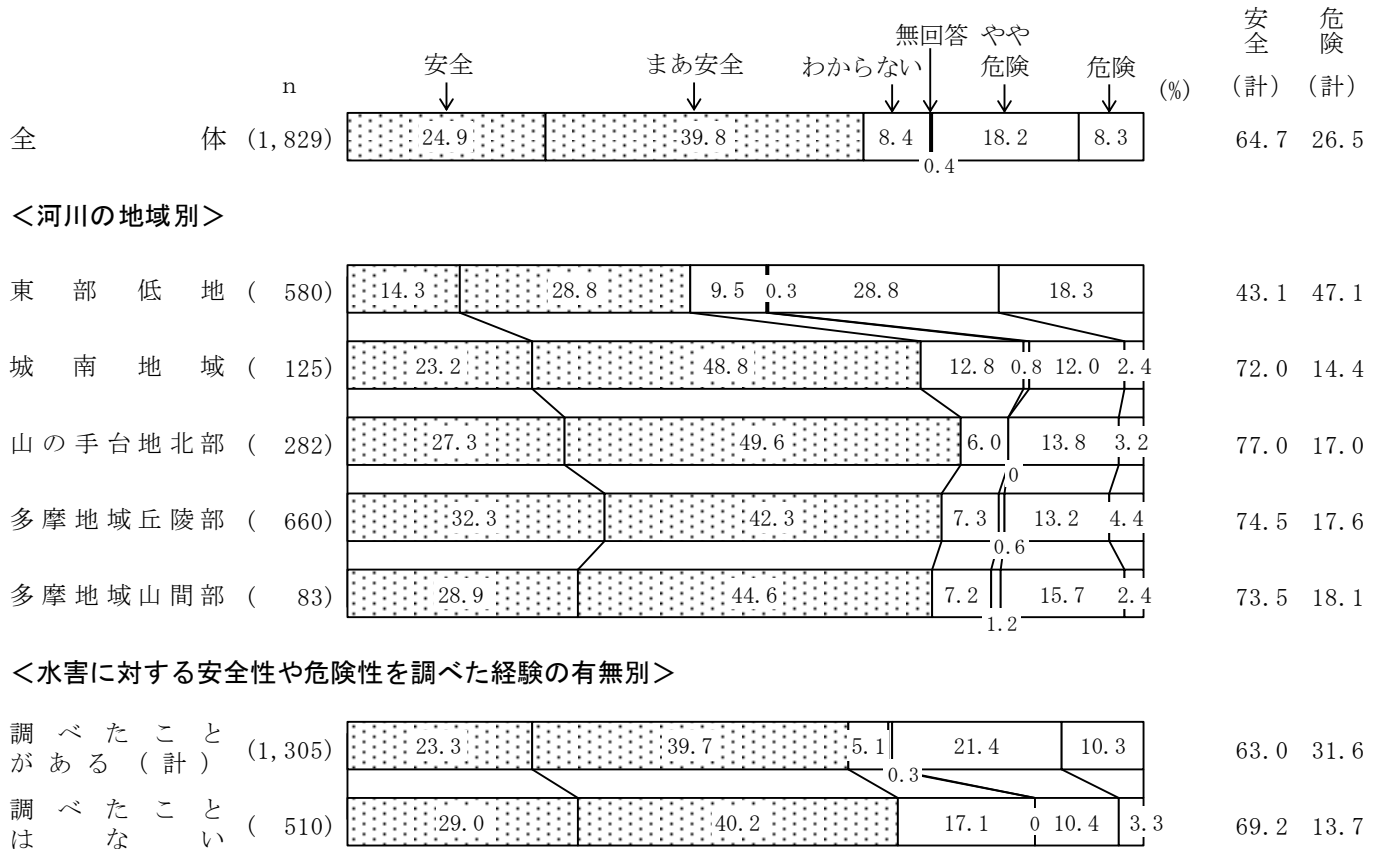 安 危
全 険
無回答 やや
安全 まあ安全 わからない 危険 危険
n (%) (計) (計)
全体 (1,829) 24.9 39.8 8.4 18.2 8.3 64.7 26.5
0.4
＜河川の地域別＞
東部低地 ( 580) 14.3 28.8 9.5 0.3 28.8 18.3 43.1 47.1
城南地域 ( 125) 23.2 48.8 12.8 0.8 12.0 2.4 72.0 14.4
山の手台地北部 ( 282) 27.3 49.6 6.0 13.8 3.2 77.0 17.0
0
多摩地域丘陵部 ( 660) 32.3 42.3 7.3 13.2 4.4 74.5 17.6
0.6
多摩地域山間部 ( 83) 28.9 44.6 7.2 15.7 2.4 73.5 18.1
1.2
＜水害に対する安全性や危険性を調べた経験の有無別＞
調べたこと
がある（計） (1,305) 23.3 39.7 5.1 21.4 10.3 63.0 31.6
0.3
調べたこと
はない ( 510) 29.0 40.2 17.1 0 10.4 3.3 69.2 13.7